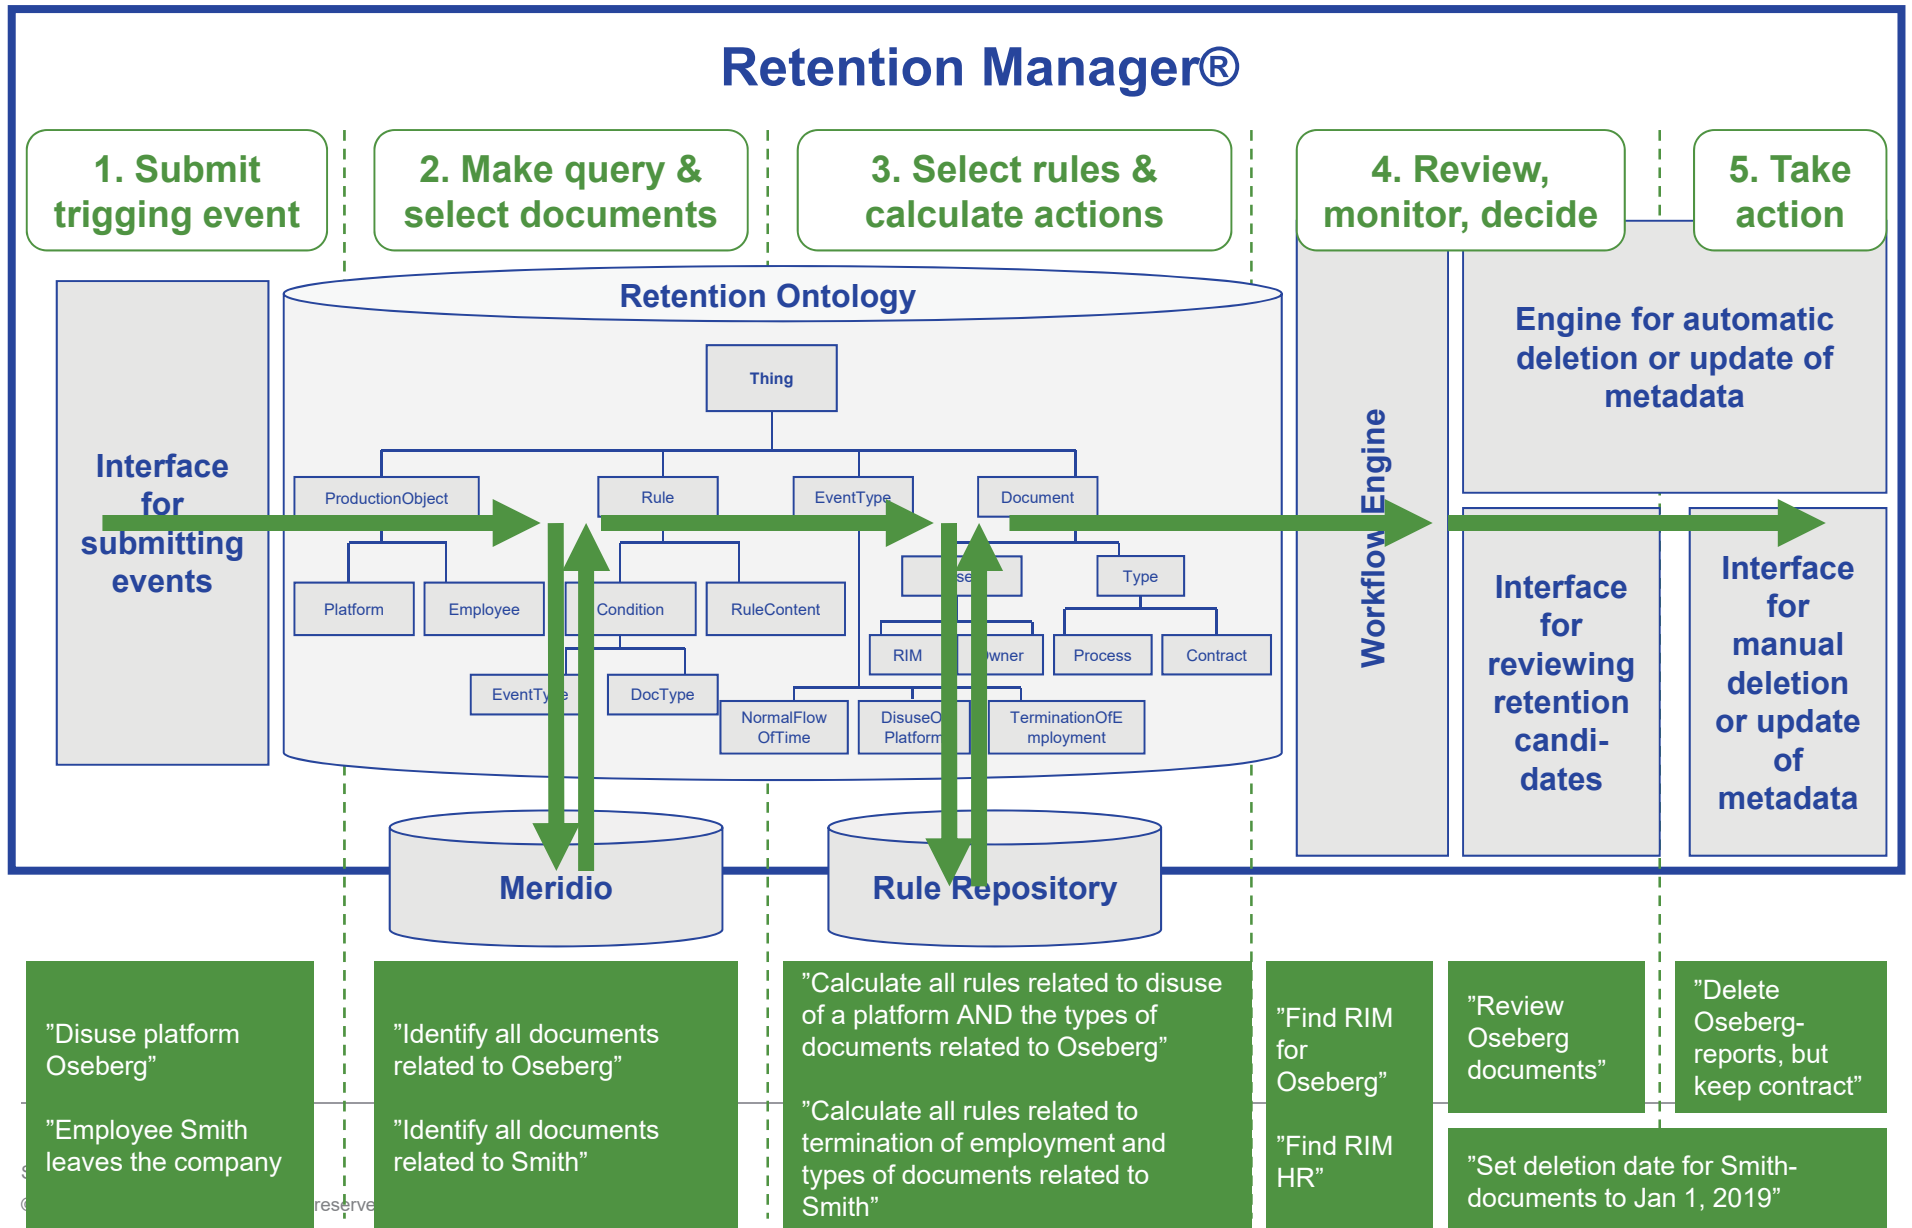 Retention Manager®
1. Submit
trigging event
2. Make query &
select documents
3. Select rules &
calculate actions
4. Review,
monitor, decide
5. Take
action
Interface
for
submitting
events
Retention Ontology
Thing
ProductionObject
Rule
EventType
Document
Platform
Employee
Condition
RuleContent
Type
RIM
Process
Contract
DocType
NormalFlow
OfTime
Platform
TerminationOfE
mployment
Workflow Engine
Engine for automatic
deletion or update of
metadata
Interface
for
reviewing
retention
candi-
dates
Interface
for
manual
deletion
or update
of
metadata
Meridio
Rule Repository
”Disuse platform
Oseberg”
”Employee Smith
leaves the company
”Identify all documents
related to Oseberg”
”Identify all documents
related to Smith”
”Calculate all rules related to disuse
of a platform AND the types of
documents related to Oseberg”
”Calculate all rules related to
termination of employment and
types of documents related to
Smith”
”Find RIM
for
Oseberg”
”Find RIM
HR”
”Review
Oseberg
documents”
”Delete
Oseberg-
reports, but
keep contract”
”Set deletion date for Smith-
documents to Jan 1, 2019”